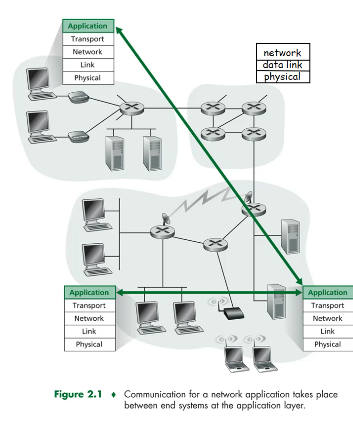 Application
Transport
Network
Link
Physical
network
data link
physical
Application
Transport
Network
Link
Physical
Application
Transport
Network
Link
Physical
Figure 2.1 ♦ Communication for a network application takes place
between end systems at the application layer.